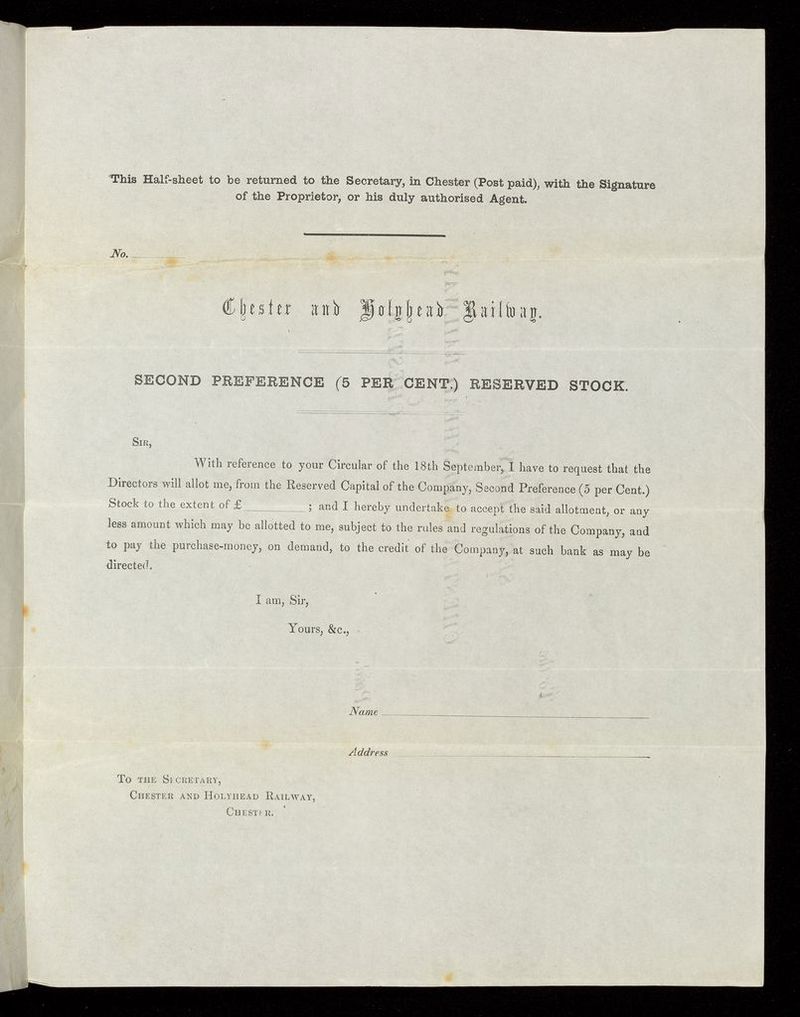 This Half-sheet to be returned to the Secretary, in Chester (Post paid), with the Signature
of the Proprietor, or his duly authorised Agent.
No.
Chester and Holyhead Railway.
SECOND PREFERENCE (5 PER CENT.) RESERVED STOCK.
SIR,
With reference to your Circular of the 18th September, I have to request that the
Directors will allot me, from the Reserved Capital of the Company, Second Preference (5 per Cent.)
Stock to the extent of £ ; and I hereby undertake to accept the said allotment, or any
less amount which may be allotted to me, subject to the rules and regulations of the Company, and
to pay the purchase-money, on demand, to the credit of the Company, at such bank as may be
directed.
I am, Sir,
Yours, &c.,
Name
Address
TO THE SECRETARY,
CHESTER AND HOLYHEAD RAILWAY,
CHESTER.